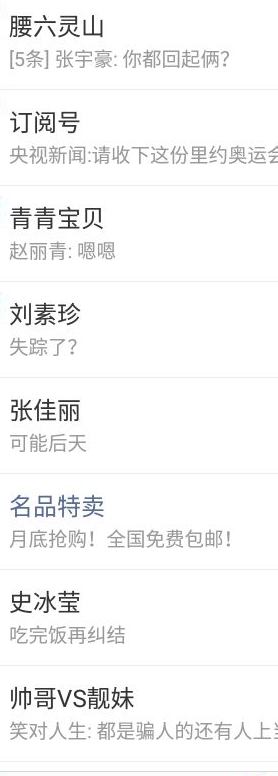 腰六灵山
[5条] 张宇豪: 你都回起俩？
订阅号
央视新闻:请收下这份里约奥运会
青青宝贝
赵丽青: 嗯嗯
刘素珍
失踪了？
张佳丽
可能后天
名品特卖
月底抢购！全国免费包邮！
史冰莹
吃完饭再纠结
帅哥VS靓妹
笑对人生: 都是骗人的还有人上当